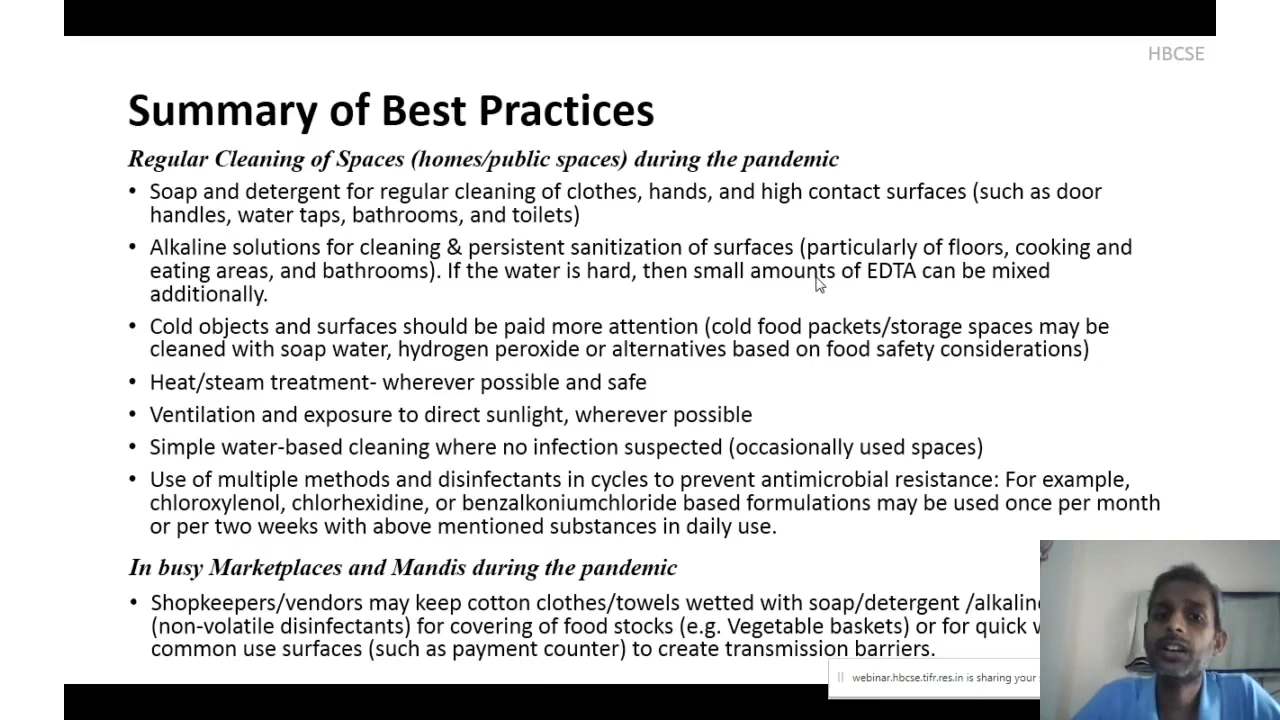 HBCSE
Summary of Best Practices
Regular Cleaning of Spaces (homes/public spaces) during the pandemic
• Soap and detergent for regular cleaning of clothes, hands, and high contact surfaces (such as door
handles, water taps, bathrooms, and toilets)
• Alkaline solutions for cleaning & persistent sanitization of surfaces (particularly of floors, cooking and
eating areas, and bathrooms). If the water is hard, then small amounts of EDTA can be mixed
additionally.
• Cold objects and surfaces should be paid more attention (cold food packets/storage spaces may be
cleaned with soap water, hydrogen peroxide or alternatives based on food safety considerations)
• Heat/steam treatment- wherever possible and safe
• Ventilation and exposure to direct sunlight, wherever possible
• Simple water-based cleaning where no infection suspected (occasionally used spaces)
• Use of multiple methods and disinfectants in cycles to prevent antimicrobial resistance: For example,
chloroxylenol, chlorhexidine, or benzalkoniumchloride based formulations may be used once per month
or per two weeks with above mentioned substances in daily use.
In busy Marketplaces and Mandis during the pandemic
• Shopkeepers/vendors may keep cotton clothes/towels wetted with soap/detergent /alkaline
(non-volatile disinfectants) for covering of food stocks (e.g. Vegetable baskets) or for quick
common use surfaces (such as payment counter) to create transmission barriers.
webinar.hbcse.tifr.res.in is sharing your